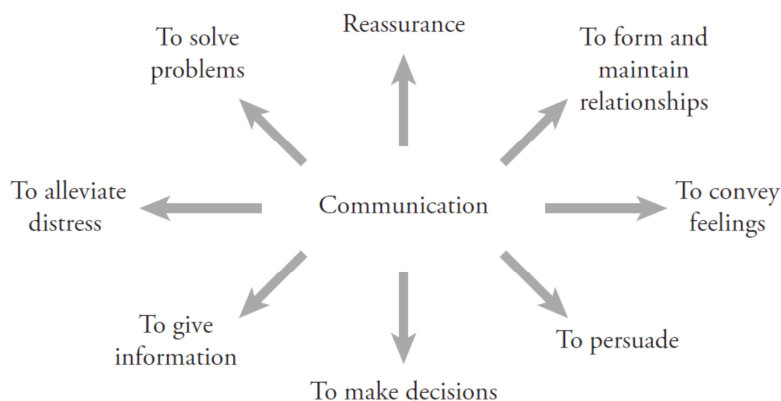 Reassurance
To solve
problems
To form and
maintain
relationships
To alleviate
distress
Communication
To convey
feelings
To give
information
To persuade
To make decisions